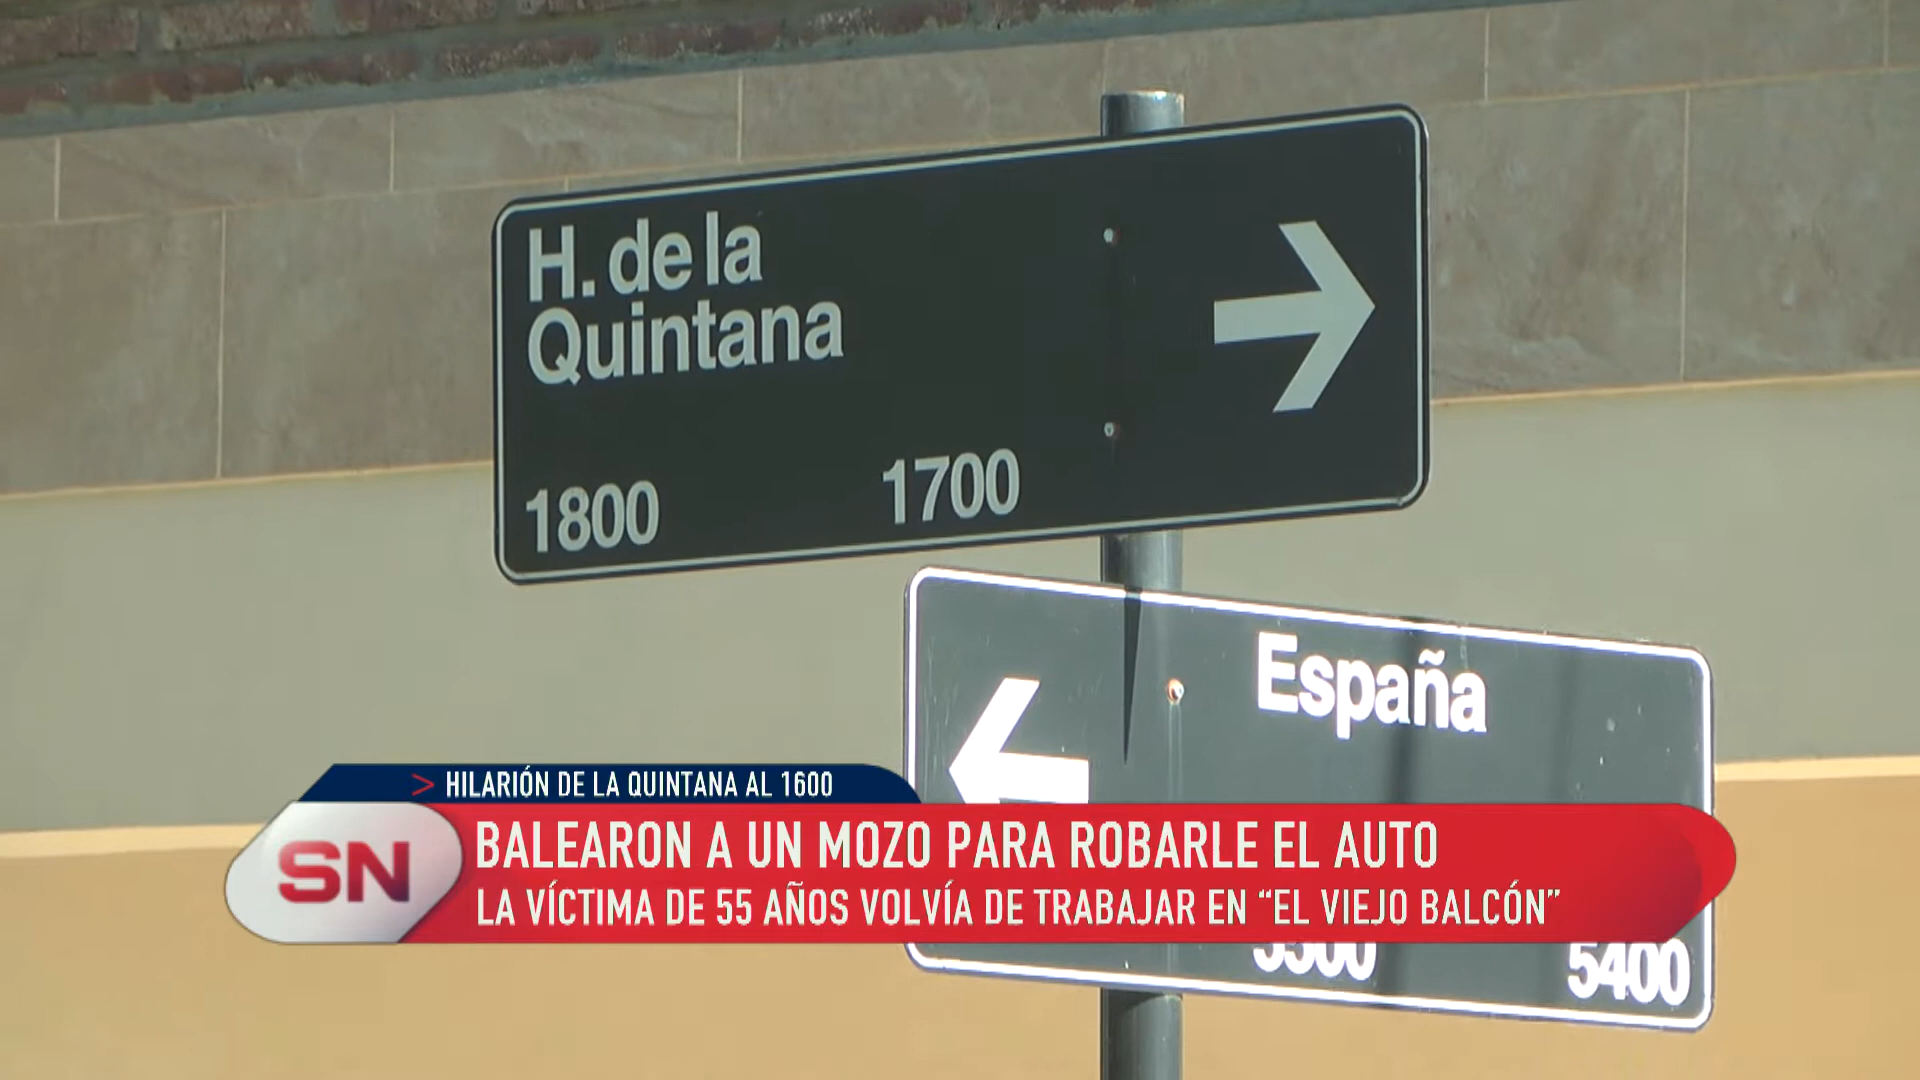 H. de la
Quintana
1800 1700
España
> HILARIÓN DE LA QUINTANA AL 1600
SN
BALEARON A UN MOZO PARA ROBARLE EL AUTO
LA VÍCTIMA DE 55 AÑOS VOLVÍA DE TRABAJAR EN “EL VIEJO BALCÓN”
5400